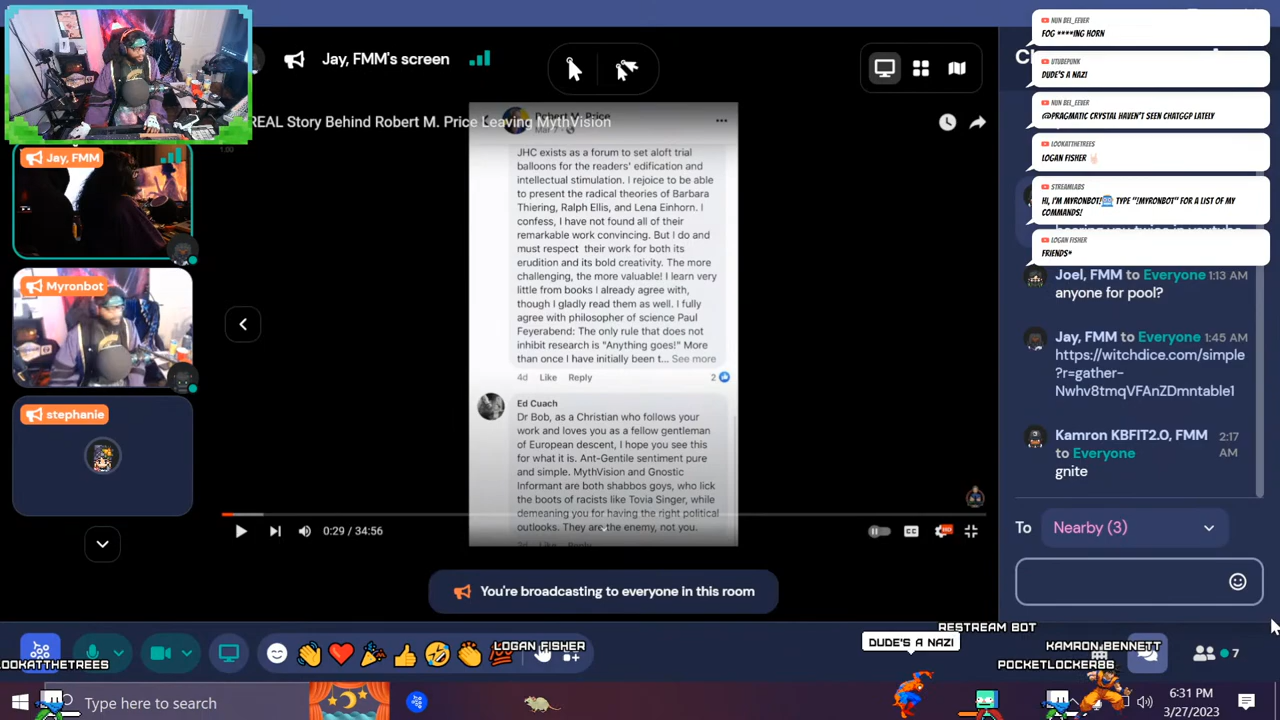 Jay, FMM's screen
REAL Story Behind Robert M. Price Leaving MythVision
JHC exists as a forum to set aloft trial
balloons for the readers' edification and
intellectual stimulation. I rejoice to be able
to present the radical theories of Barbara
Thiering, Ralph Ellis, and Lena Einhorn. I
confess, I have not found all of their
remarkable work convincing. But I do and
must respect their work for both its
erudition and its bold creativity. The more
challenging, the more valuable! I learn very
little from books I already agree with,
though I gladly read them as well. I fully
agree with philosopher of science Paul
Feyerabend: The only rule that does not
inhibit research is "Anything goes!" More
than once I have initially been t... See more
4d Like Reply 2
Ed Cuach
Dr Bob, as a Christian who follows your
work and loves you as a fellow gentleman
of European descent, I hope you see this
for what it is. Ant-Gentile sentiment pure
and simple. MythVision and Gnostic
Informant are both shabbos goys, who lick
the boots of racists like Tovia Singer, while
demeaning you for having the right political
outlooks. They are the enemy, not you.
0:29 / 34:56
You're broadcasting to everyone in this room
Jay, FMM
Myronbot
stephanie
NUN BEI_EEVER
FOG ****ING HORN
UTUBEPUNK
DUDE'S A NAZI
NUN BEI_EEVER
@PRAGMATIC CRYSTAL HAVEN'T SEEN CHATGGP LATELY
LOOKATTHETREES
LOGAN FISHER
STREAMLABS
HI, I'M MYRONBOT! TYPE "!MYRONBOT" FOR A LIST OF MY
COMMANDS!
LOGAN FISHER
FRIENDS*
Joel, FMM to Everyone 1:13 AM
anyone for pool?
Jay, FMM to Everyone 1:45 AM
https://witchdice.com/simple
?r=gather-
Nwhv8tmqVFAnZDmntable1
Kamron KBFIT2.0, FMM 2:17
to Everyone AM
gnite
To Nearby (3)
RESTREAM BOT
DUDE'S A NAZI
KAMRON BENNETT
POCKETLOCKER86
LOGAN FISHER
LOOKATTHETREES
7
Type here to search
6:31 PM
3/27/2023